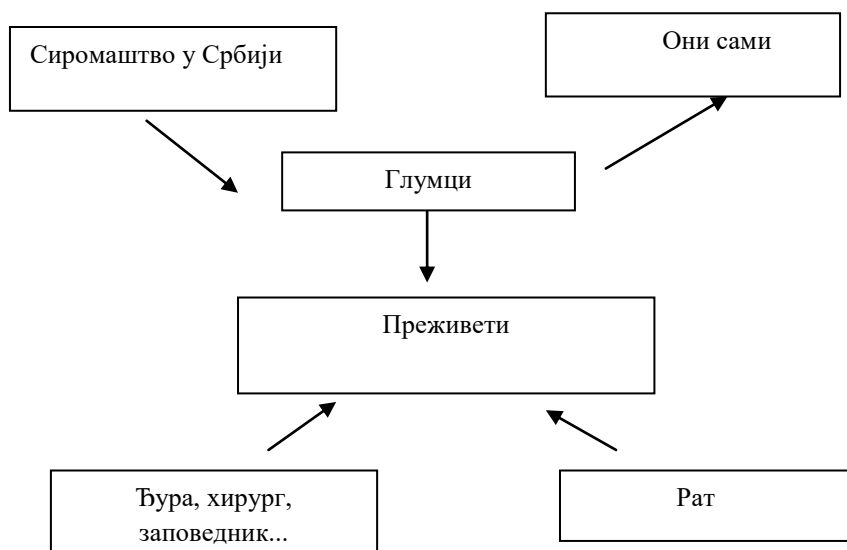 Сиромаштво у Србији
Они сами
Глумци
Преживети
Ђура, хирург,
заповедник...
Рат